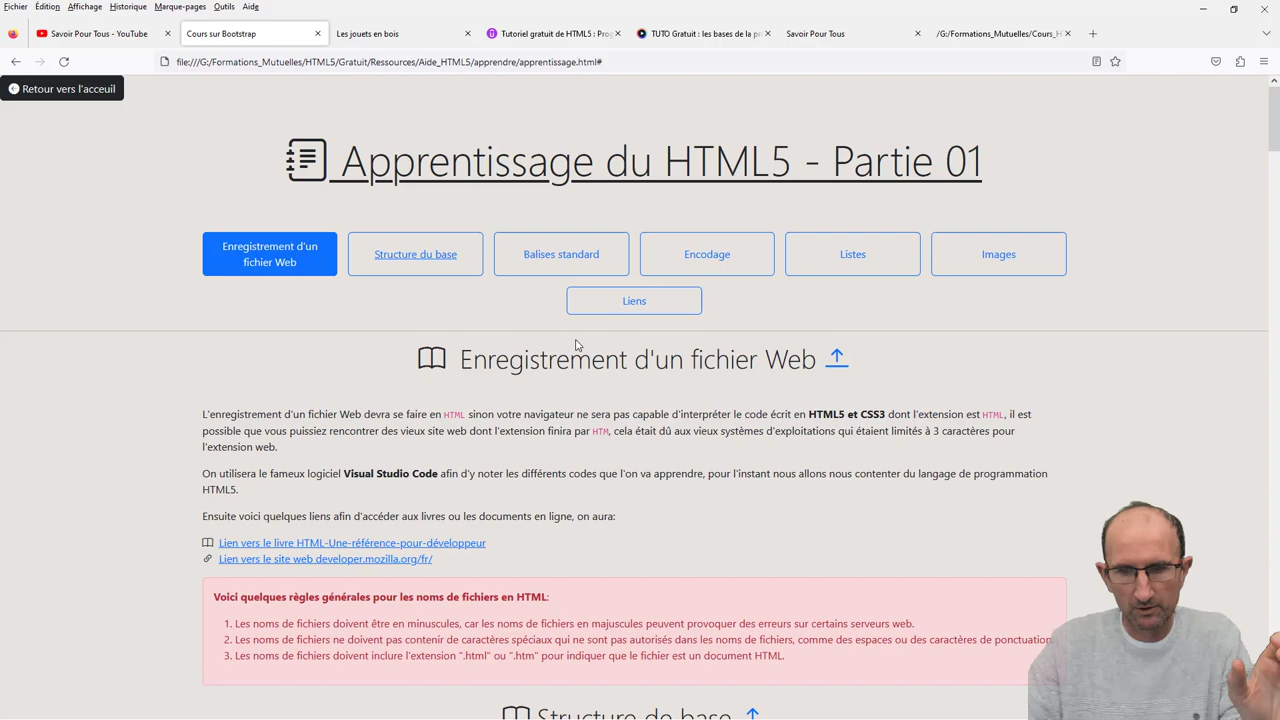 Fichier Édition Affichage Historique Marque-pages Outils Aide
Savoir Pour Tous - YouTube Cours sur Bootstrap Les jouets en bois Tutoriel gratuit de HTML5 : Prog TUTO Gratuit : les bases de la pr Savoir Pour Tous /G:/Formations_Mutuelles/Cours_H
file:///G:/Formations_Mutuelles/HTML5/Gratuit/Ressources/Aide_HTML5/apprendre/apprentissage.html#
Retour vers l'acceuil
Apprentissage du HTML5 - Partie 01
Enregistrement d'un
fichier Web
Structure du base
Balises standard
Encodage
Listes
Images
Liens
Enregistrement d'un fichier Web
L'enregistrement d'un fichier Web devra se faire en HTML sinon votre navigateur ne sera pas capable d'interpréter le code écrit en HTML5 et CSS3 dont l'extension est HTML, il est
possible que vous puissiez rencontrer des vieux site web dont l'extension finira par HTM, cela était dû aux vieux systèmes d'exploitations qui étaient limités à 3 caractères pour
l'extension web.
On utilisera le fameux logiciel Visual Studio Code afin d'y noter les différents codes que l'on va apprendre, pour l'instant nous allons nous contenter du langage de programmation
HTML5.
Ensuite voici quelques liens afin d'accéder aux livres ou les documents en ligne, on aura:
Lien vers le livre HTML-Une-référence-pour-développeur
Lien vers le site web developer.mozilla.org/fr/
Voici quelques règles générales pour les noms de fichiers en HTML:
1. Les noms de fichiers doivent être en minuscules, car les noms de fichiers en majuscules peuvent provoquer des erreurs sur certains serveurs web.
2. Les noms de fichiers ne doivent pas contenir de caractères spéciaux qui ne sont pas autorisés dans les noms de fichiers, comme des espaces ou des caractères de ponctuation.
3. Les noms de fichiers doivent inclure l'extension ".html" ou ".htm" pour indiquer que le fichier est un document HTML.
Structure de base